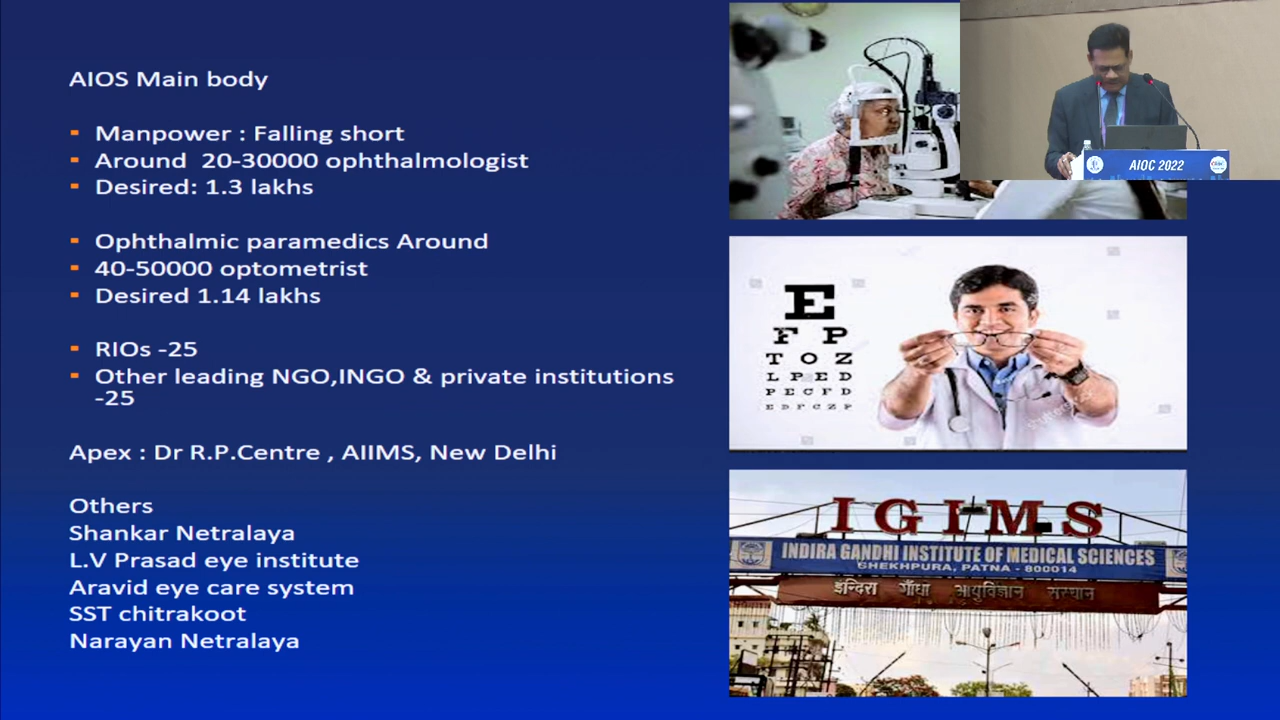 AIOS Main body
Manpower : Falling short
Around 20-30000 ophthalmologist
Desired: 1.3 lakhs
Ophthalmic paramedics Around
40-50000 optometrist
Desired 1.14 lakhs
RIOs -25
Other leading NGO,INGO & private institutions
-25
Apex : Dr R.P.Centre , AIIMS, New Delhi
Others
Shankar Netralaya
L.V Prasad eye institute
Aravid eye care system
SST chitrakoot
Narayan Netralaya
AIOC 2022
E
F P
T O Z
L P E D
P E C F D
E D F C Z P
IGIMS
INDIRA GANDHI INSTITUTE OF MEDICAL SCIENCES
SHEKHPURA, PATNA - 800014
इन्दिरा गाँधी आयुर्विज्ञान संस्थान